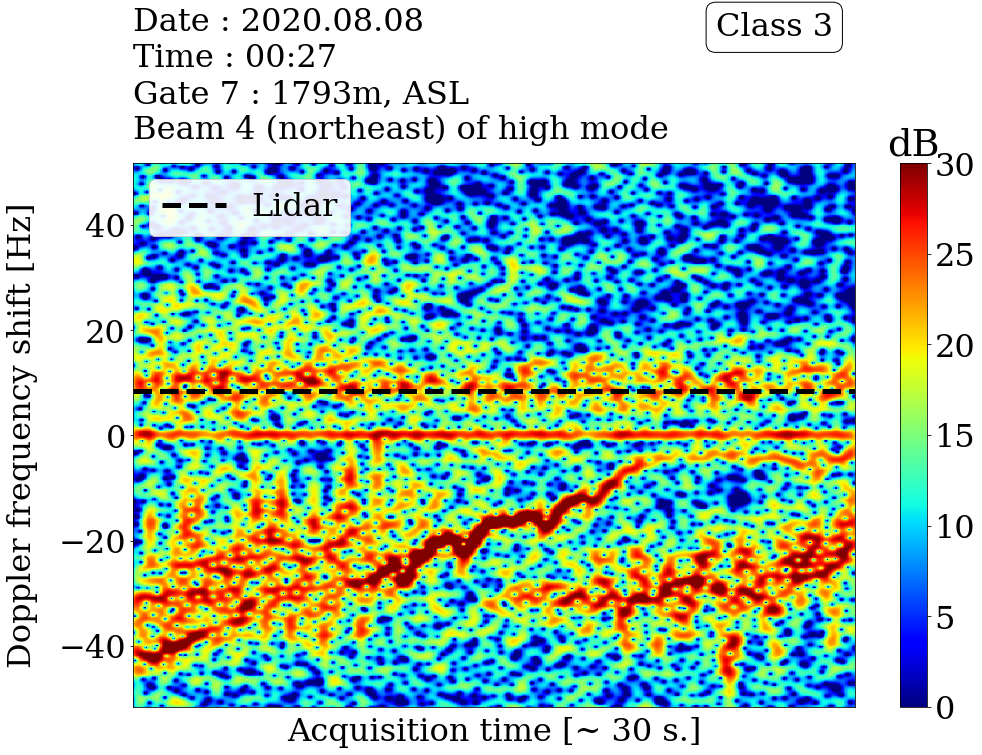 Date : 2020.08.08
Time : 00:27
Gate 7 : 1793m, ASL
Beam 4 (northeast) of high mode
Class 3
dB
Lidar
Doppler frequency shift [Hz]
40
20
0
−20
−40
Acquisition time [~ 30 s.]
30
25
20
15
10
5
0